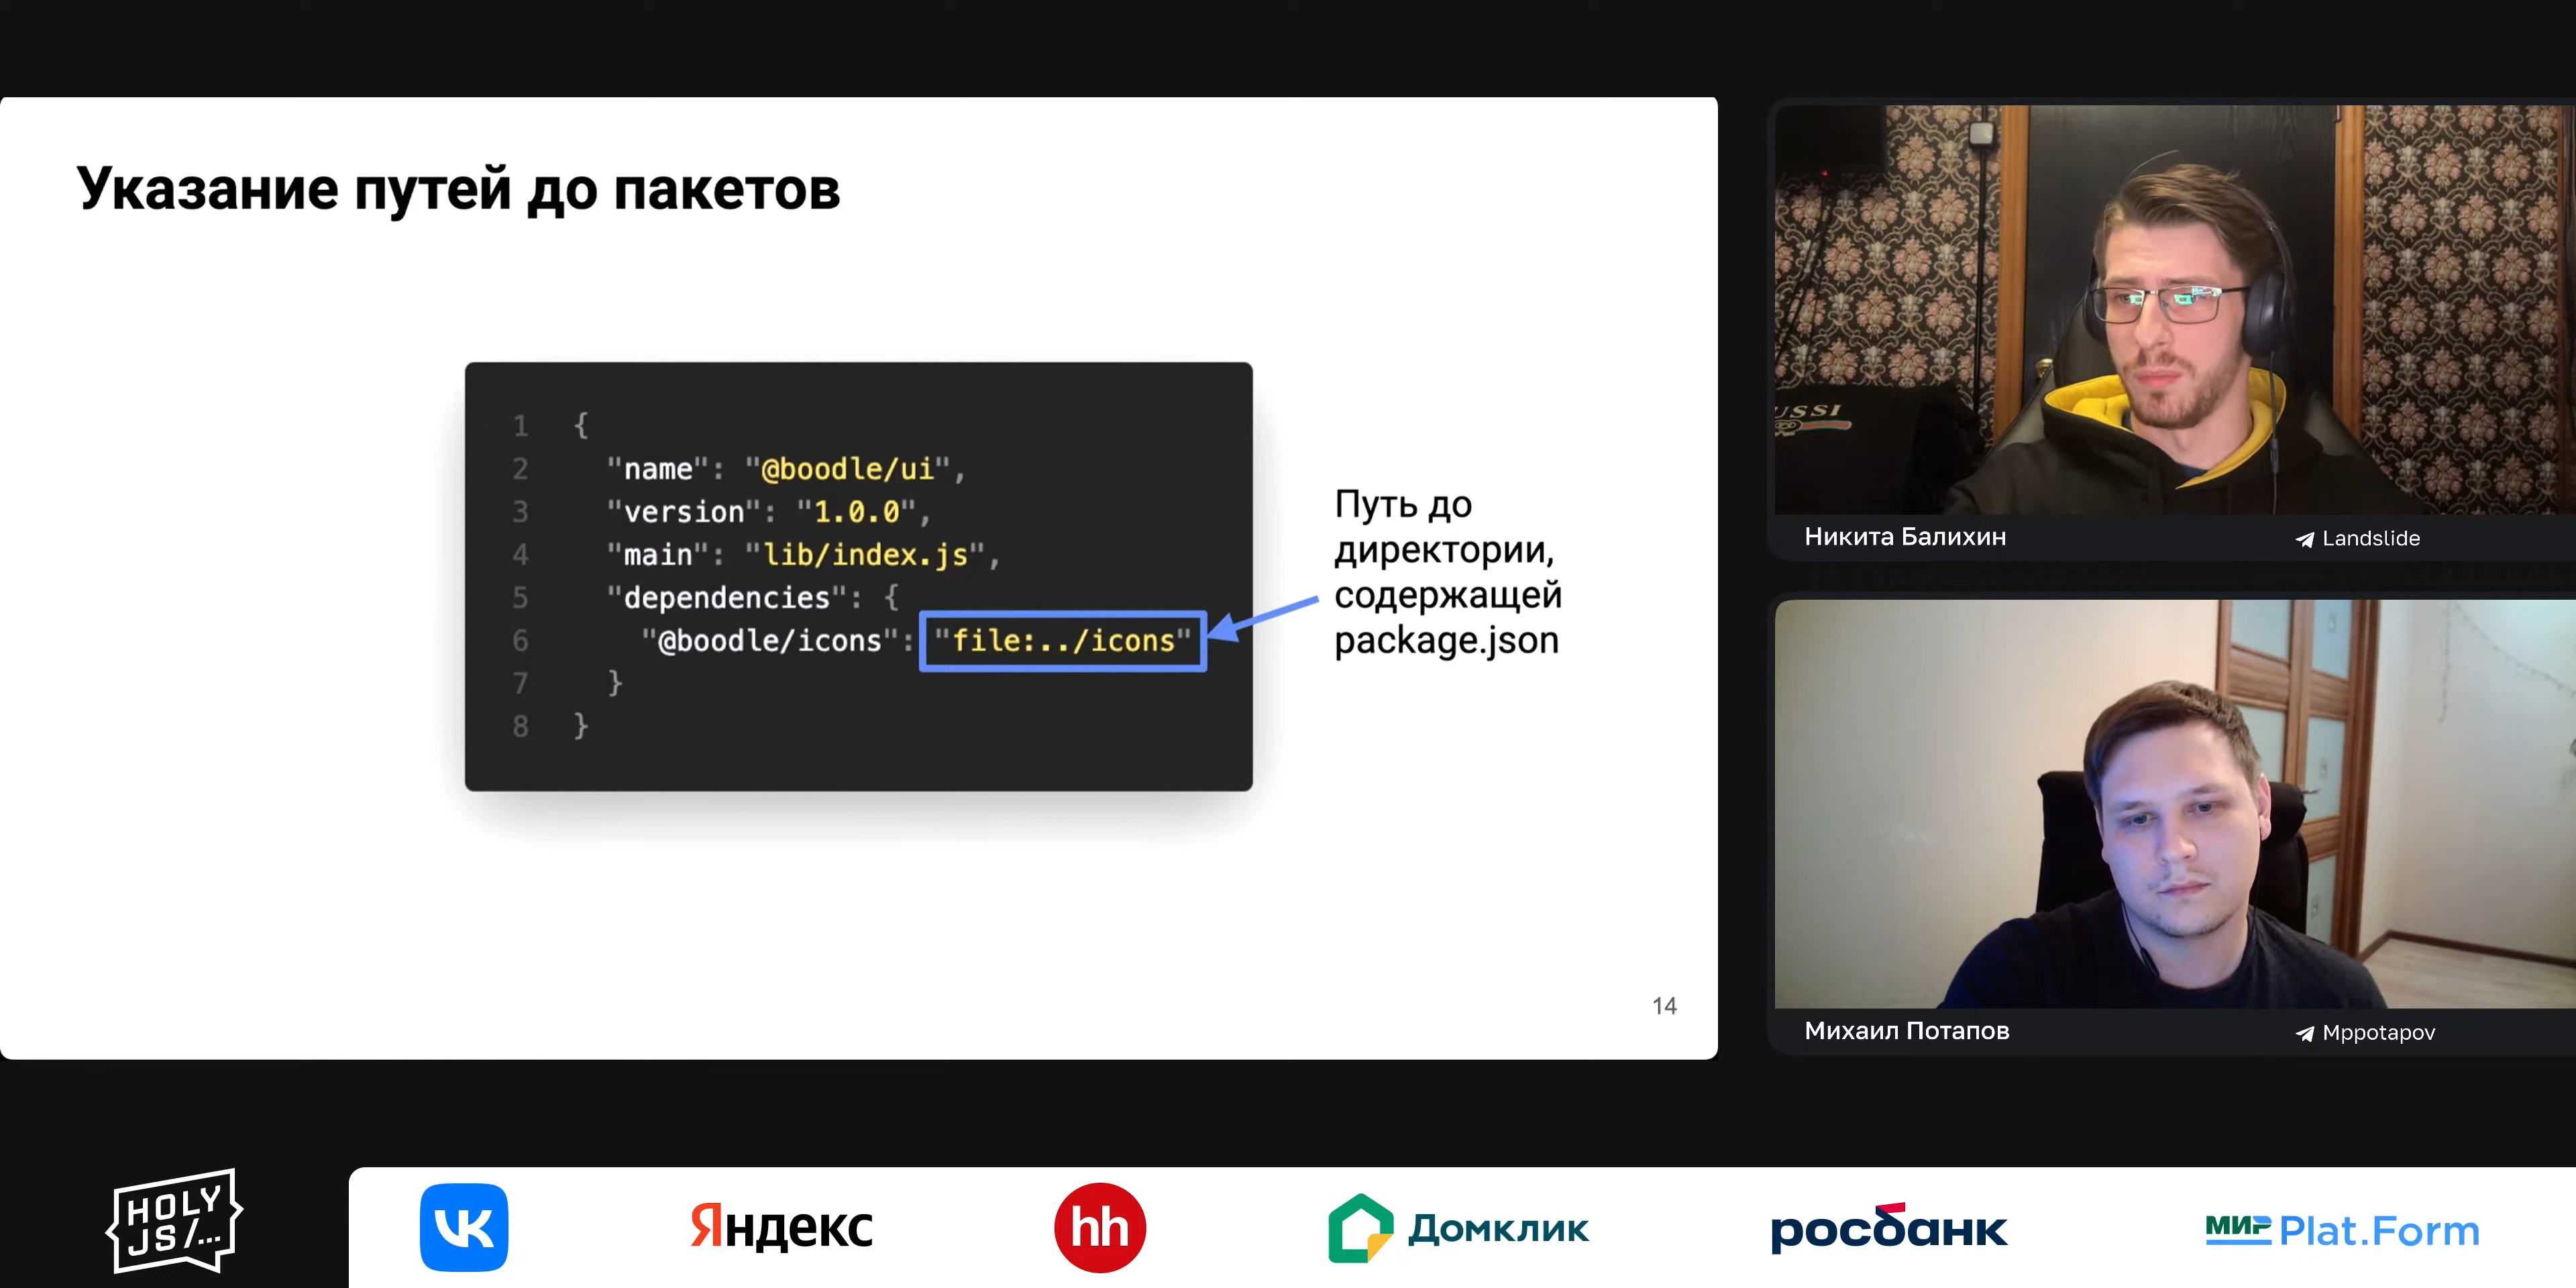 Указание путей до пакетов
1 {
2 "name": "@boodle/ui",
3 "version": "1.0.0",
4 "main": "lib/index.js",
5 "dependencies": {
6 "@boodle/icons": "file:../icons"
7 }
8 }
Путь до
директории,
содержащей
package.json
14
USSI
Никита Балихин
Landslide
Михаил Потапов
Mppotapov
HOLY
JS/...
VK
Яндекс
hh
Домклик
росбанк
МИР Plat.Form